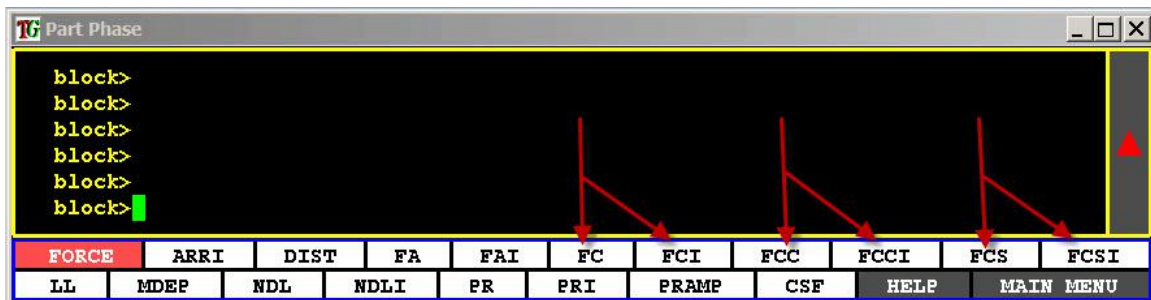 TG Part Phase
block>
block>
block>
block>
block>
block>
FORCE ARRI DIST FA FAI FC FCI FCC FCCI FCS FCSI
LL MDEP NDL NDLI PR PRI PRAMP CSF HELP MAIN MENU